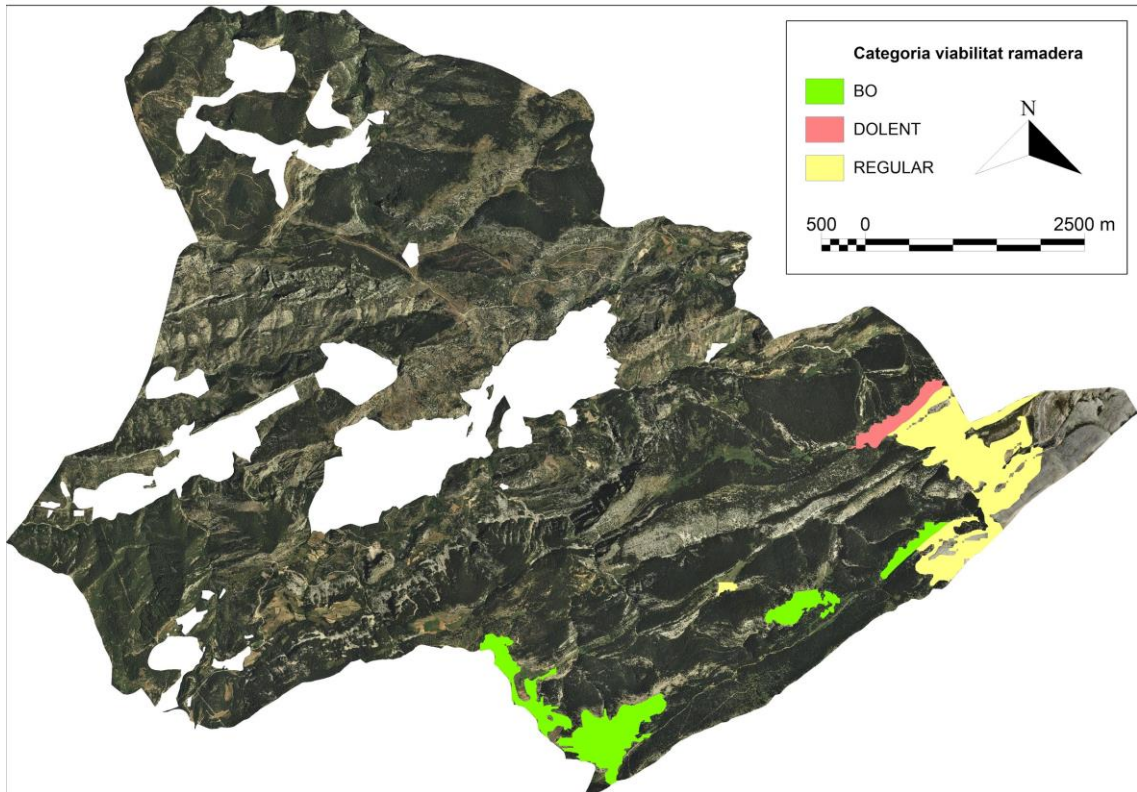 Categoria viabilitat ramadera
BO
DOLENT
REGULAR
N
500 0 2500 m